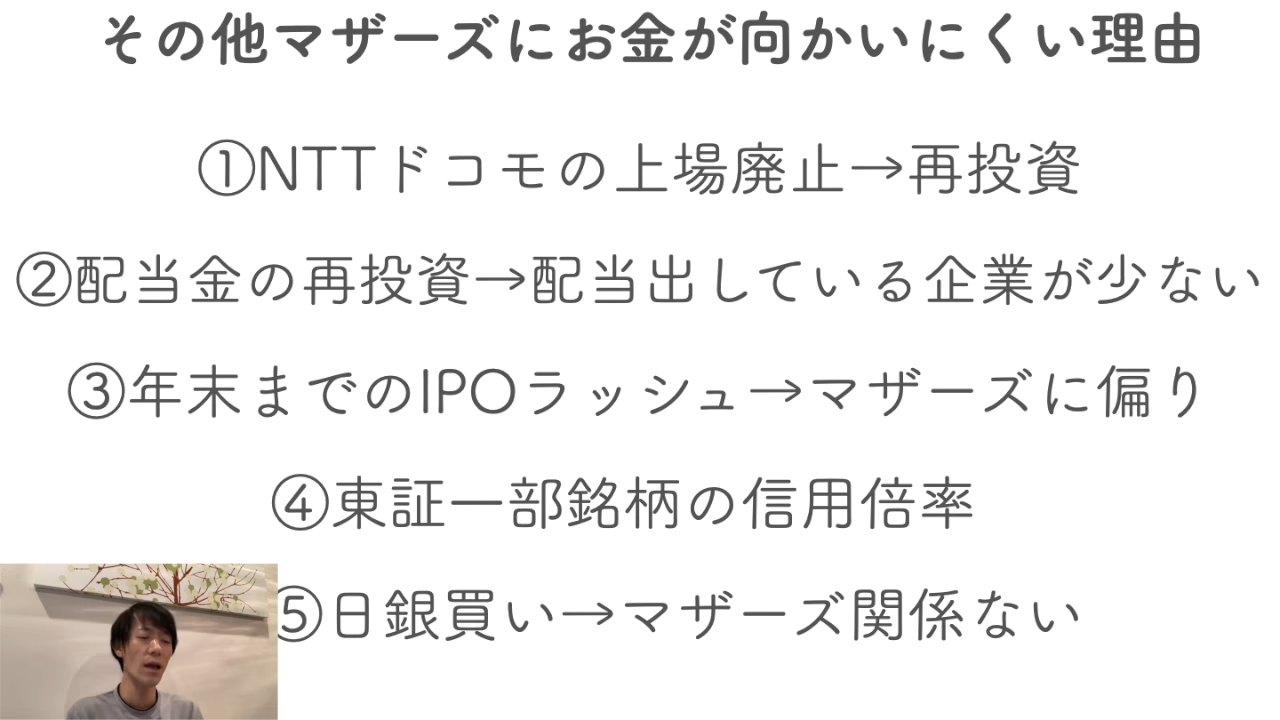 その他マザーズにお金が向かいにくい理由
①NTTドコモの上場廃止→再投資
②配当金の再投資→配当出している企業が少ない
③年末までのIPOラッシュ→マザーズに偏り
④東証一部銘柄の信用倍率
⑤日銀買い→マザーズ関係ない